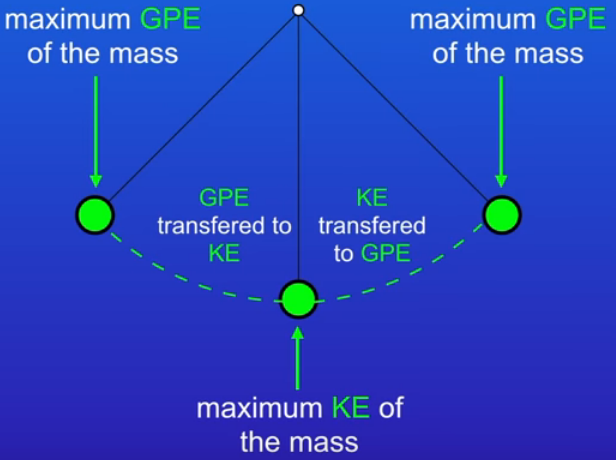 maximum GPE
of the mass
maximum GPE
of the mass
GPE
transfered to
KE
KE
transfered
to GPE
maximum KE of
the mass